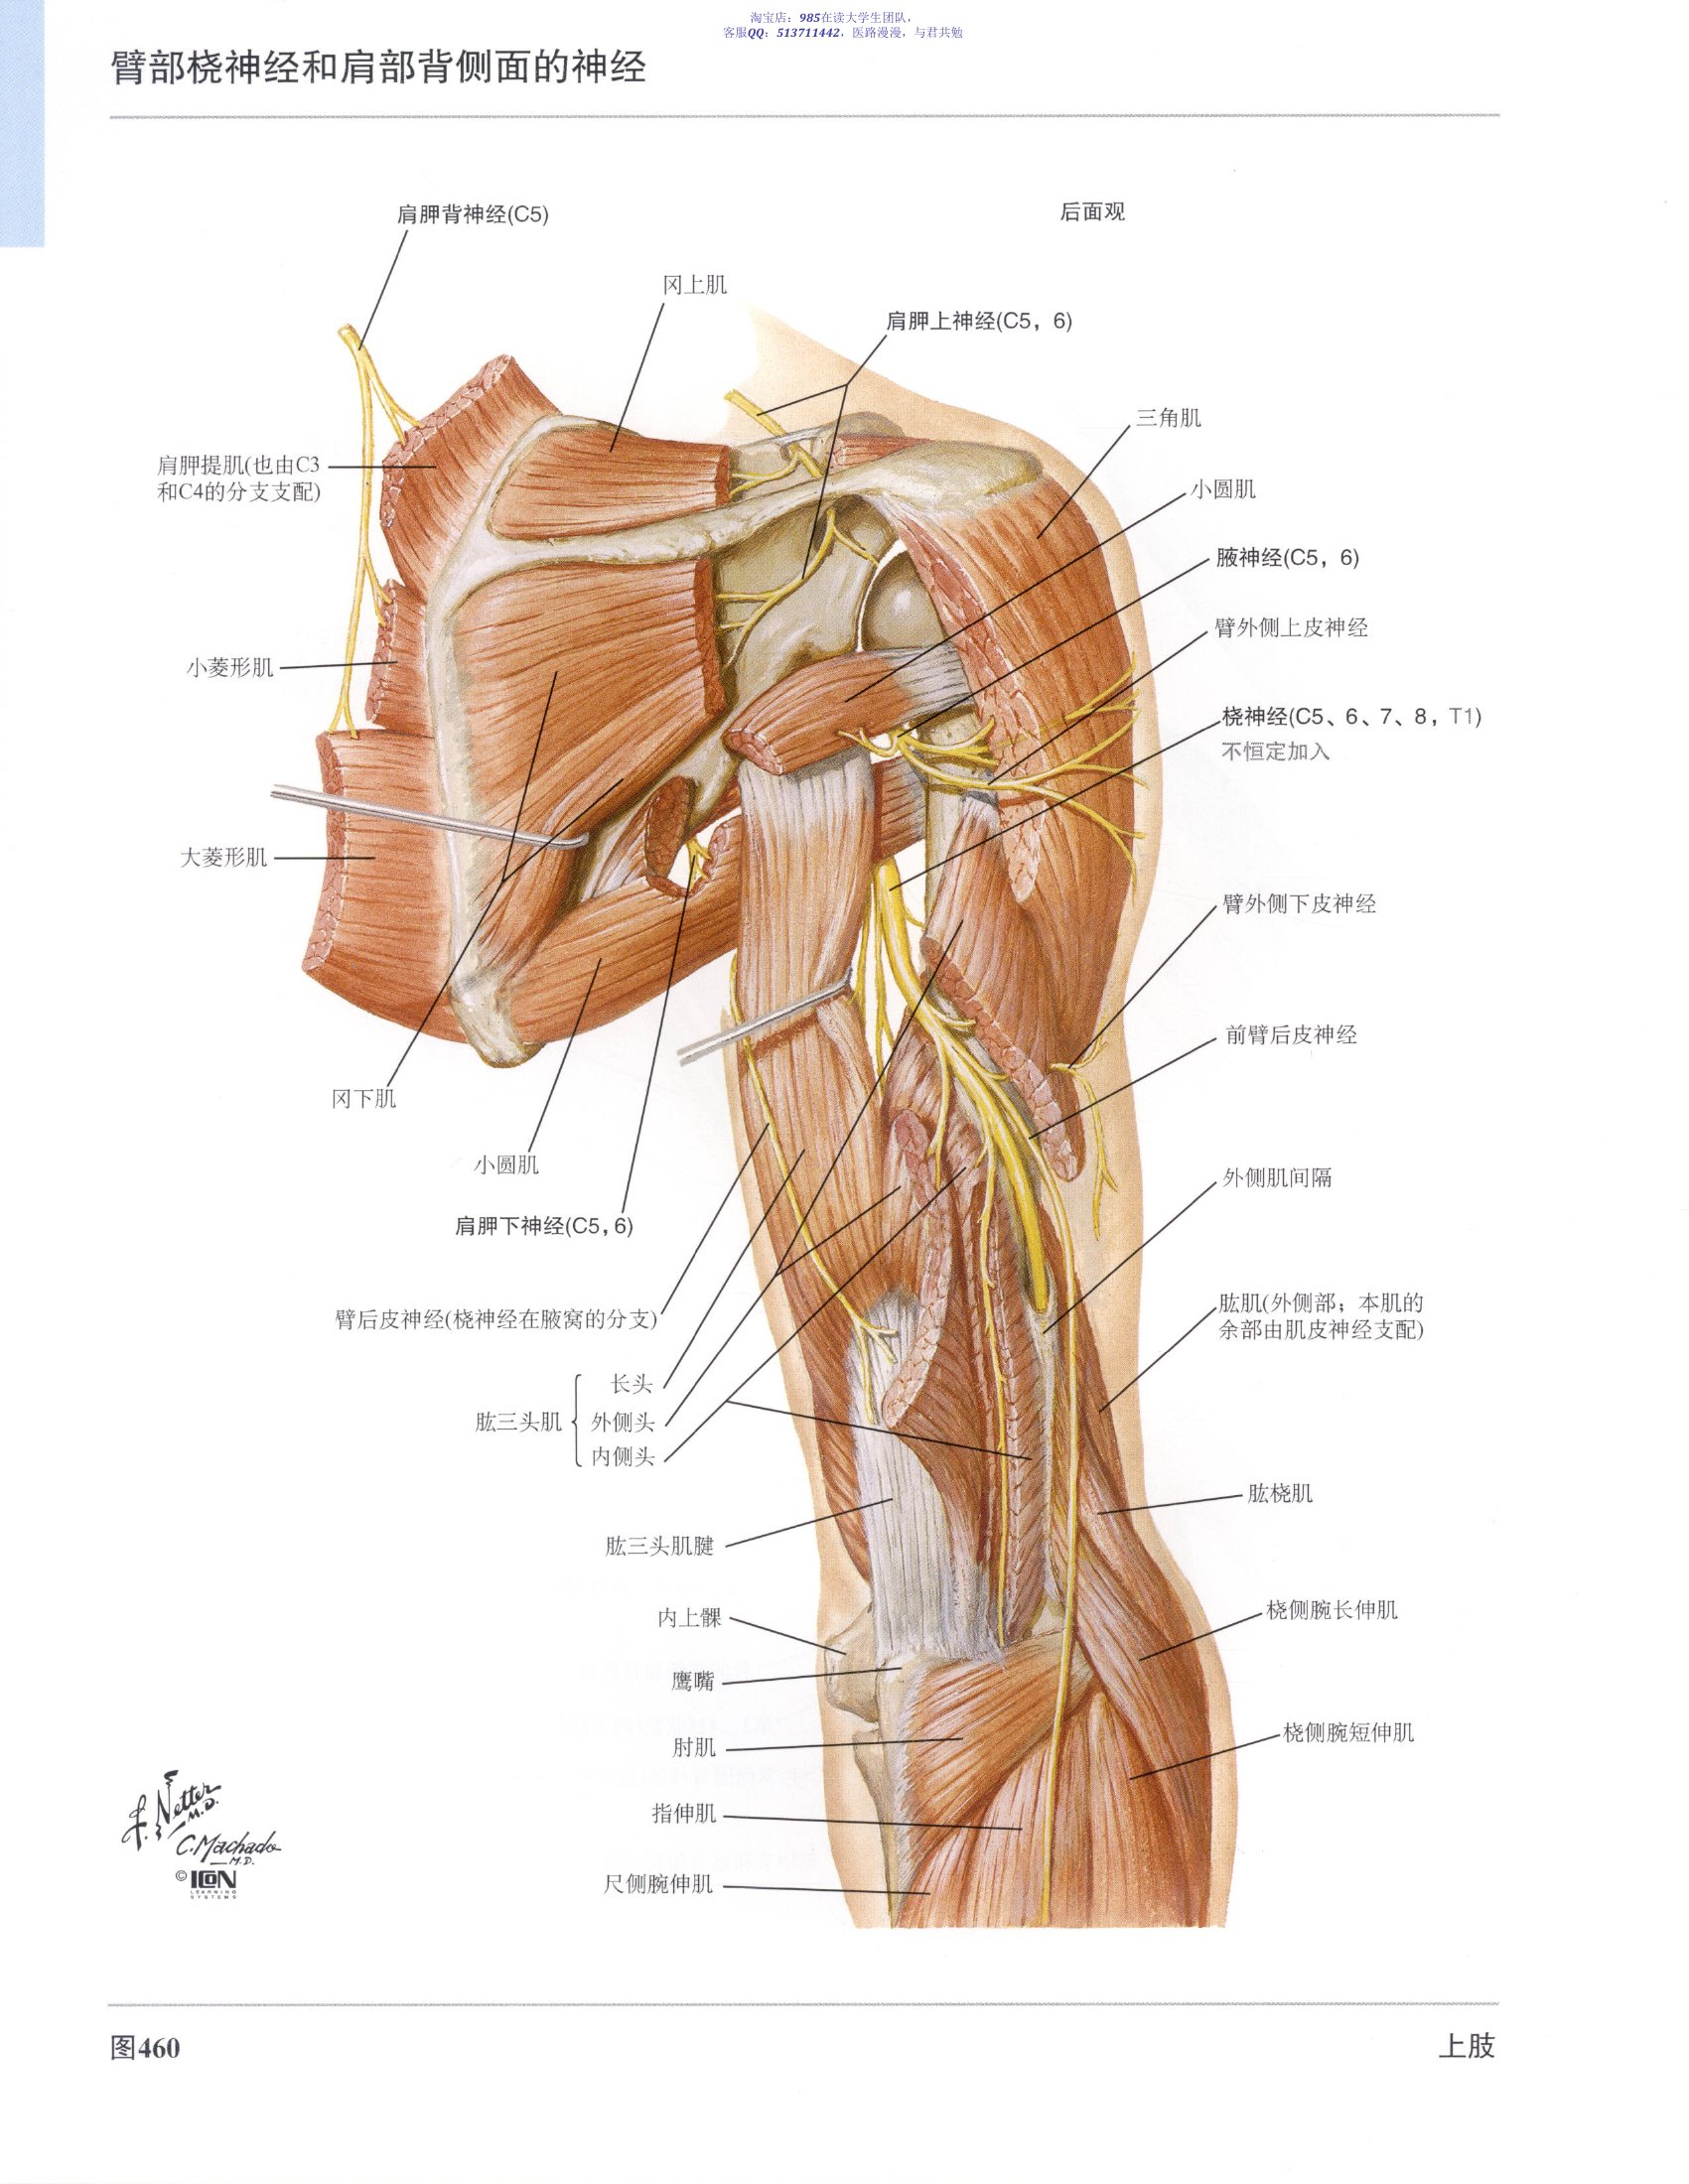 淘宝店：985在读大学生团队，
客服QQ：513711442，医路漫漫，与君共勉
臂部桡神经和肩部背侧面的神经
肩胛背神经(C5)
后面观
冈上肌
肩胛上神经(C5，6)
三角肌
肩胛提肌(也由C3
和C4的分支支配)
小圆肌
腋神经(C5，6)
臂外侧上皮神经
小菱形肌
桡神经(C5、6、7、8，T1)
不恒定加入
大菱形肌
臂外侧下皮神经
前臂后皮神经
冈下肌
小圆肌
外侧肌间隔
肩胛下神经(C5,6)
肱肌(外侧部；本肌的
余部由肌皮神经支配)
臂后皮神经(桡神经在腋窝的分支)
长头
肱三头肌
外侧头
内侧头
肱桡肌
肱三头肌腱
桡侧腕长伸肌
内上髁
鹰嘴
桡侧腕短伸肌
肘肌
指伸肌
尺侧腕伸肌
F. Netter
M.D.
C. Machado
M.D.
© ICON
LEARNING
SYSTEMS
图460
上肢